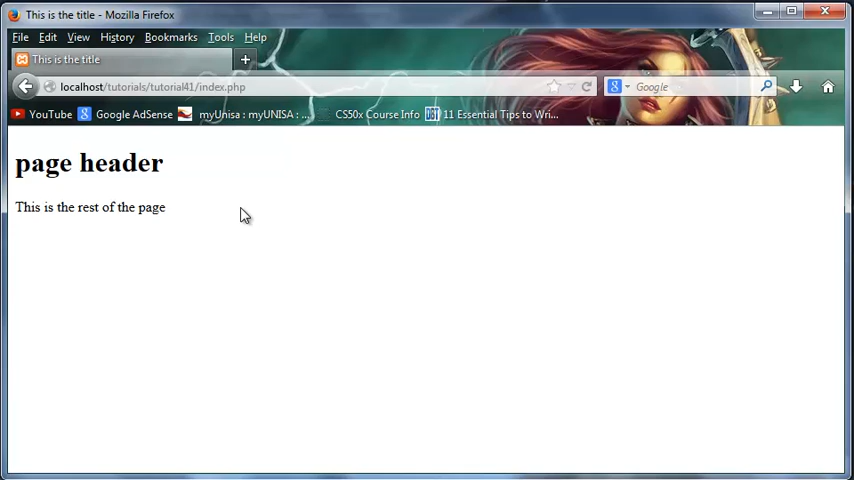 This is the title - Mozilla Firefox
File Edit View History Bookmarks Tools Help
This is the title
localhost/tutorials/tutorial41/index.php
Google
YouTube Google AdSense myUnisa : myUNISA : ... CS50x Course Info 11 Essential Tips to Wri...
page header
This is the rest of the page